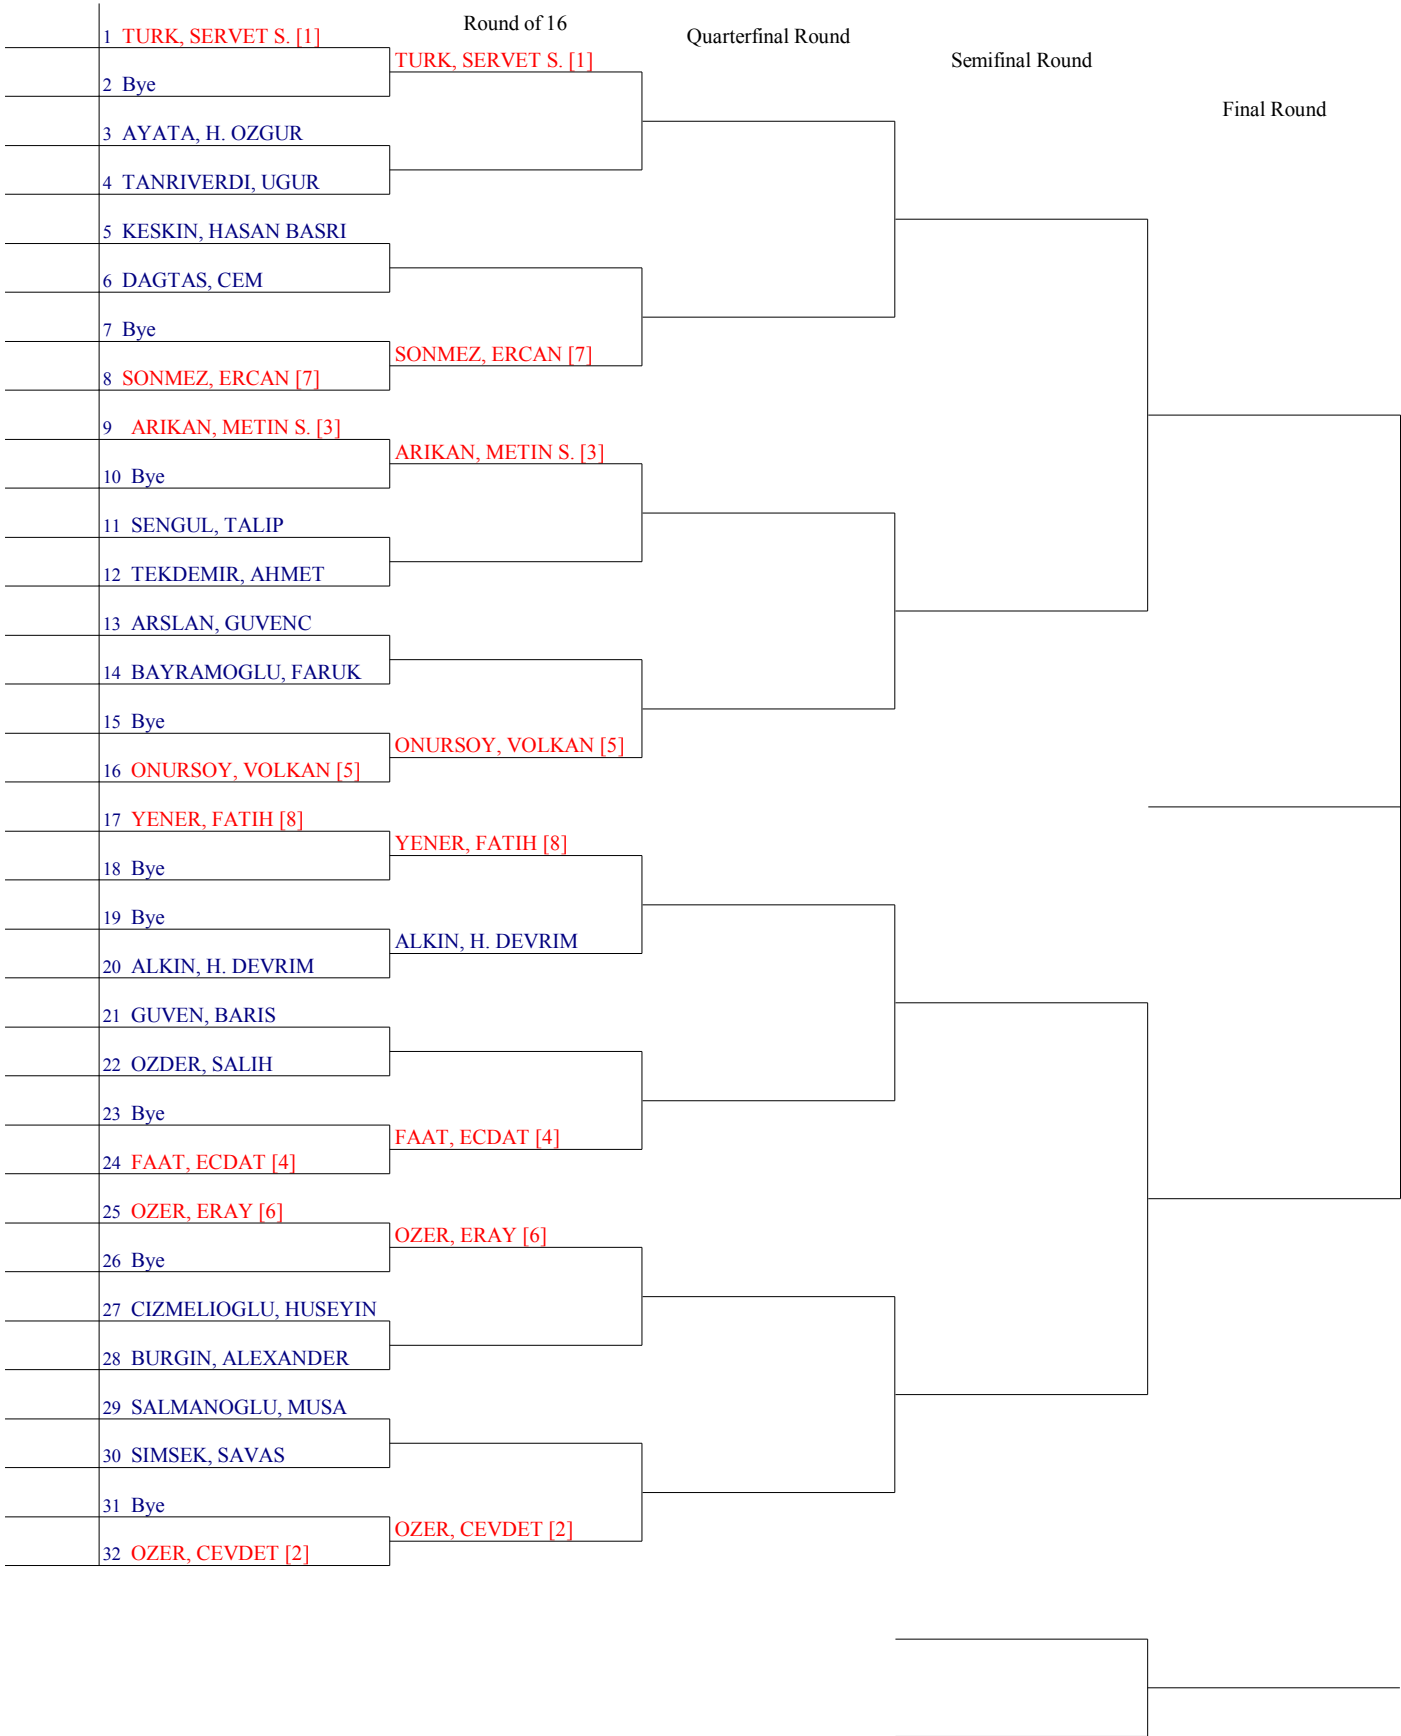 Round of 16
Quarterfinal Round
Semifinal Round
Final Round
1 TURK, SERVET S. [1]
TURK, SERVET S. [1]
2 Bye
3 AYATA, H. OZGUR
4 TANRIVERDI, UGUR
5 KESKIN, HASAN BASRI
6 DAGTAS, CEM
7 Bye
SONMEZ, ERCAN [7]
8 SONMEZ, ERCAN [7]
9 ARIKAN, METIN S. [3]
ARIKAN, METIN S. [3]
10 Bye
11 SENGUL, TALIP
12 TEKDEMIR, AHMET
13 ARSLAN, GUVENC
14 BAYRAMOGLU, FARUK
15 Bye
ONURSOY, VOLKAN [5]
16 ONURSOY, VOLKAN [5]
17 YENER, FATIH [8]
YENER, FATIH [8]
18 Bye
19 Bye
ALKIN, H. DEVRIM
20 ALKIN, H. DEVRIM
21 GUVEN, BARIS
22 OZDER, SALIH
23 Bye
FAAT, ECDAT [4]
24 FAAT, ECDAT [4]
25 OZER, ERAY [6]
OZER, ERAY [6]
26 Bye
27 CIZMELIOGLU, HUSEYIN
28 BURGIN, ALEXANDER
29 SALMANOGLU, MUSA
30 SIMSEK, SAVAS
31 Bye
OZER, CEVDET [2]
32 OZER, CEVDET [2]